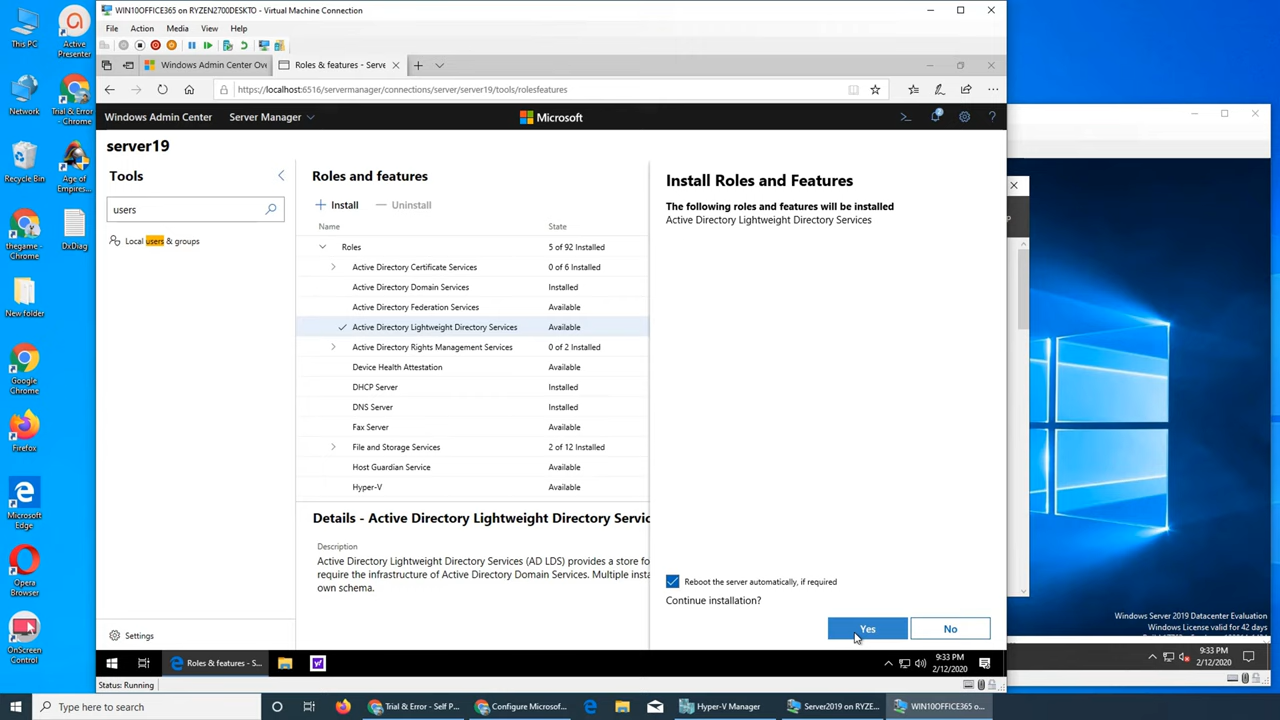 This PC
Active
Presenter
Network
Trial & Error
- Chrome
Recycle Bin
Age of
Empires...
thegame -
Chrome
DxDiag
New folder
Google
Chrome
Firefox
Microsoft
Edge
Opera
Browser
OnScreen
Control
WIN10OFFICE365 on RYZEN2700DESKTO - Virtual Machine Connection
File Action Media View Help
Windows Admin Center Ov
Roles & features - Serve
https://localhost:6516/servermanager/connections/server/server19/tools/rolesfeatures
Windows Admin Center Server Manager
Microsoft
server19
Tools
users
Local users & groups
Settings
Roles and features
Install Uninstall
Name State
Roles 5 of 92 Installed
Active Directory Certificate Services 0 of 6 Installed
Active Directory Domain Services Installed
Active Directory Federation Services Available
Active Directory Lightweight Directory Services Available
Active Directory Rights Management Services 0 of 2 Installed
Device Health Attestation Available
DHCP Server Installed
DNS Server Installed
Fax Server Available
File and Storage Services 2 of 12 Installed
Host Guardian Service Available
Hyper-V Available
Details - Active Directory Lightweight Directory Servic
Description
Active Directory Lightweight Directory Services (AD LDS) provides a store fo
require the infrastructure of Active Directory Domain Services. Multiple insta
own schema.
Install Roles and Features
The following roles and features will be installed
Active Directory Lightweight Directory Services
Reboot the server automatically, if required
Continue installation?
Yes No
Roles & features - S...
9:33 PM
2/12/2020
Status: Running
Windows Server 2019 Datacenter Evaluation
Windows License valid for 42 days
9:33 PM
2/12/2020
Type here to search
Trial & Error - Self P...
Configure Microsof...
Hyper-V Manager
Server2019 on RYZE...
WIN10OFFICE365 o...